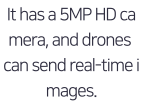 It has a 5MP HD ca
mera, and drones
can send real-time i
mages.